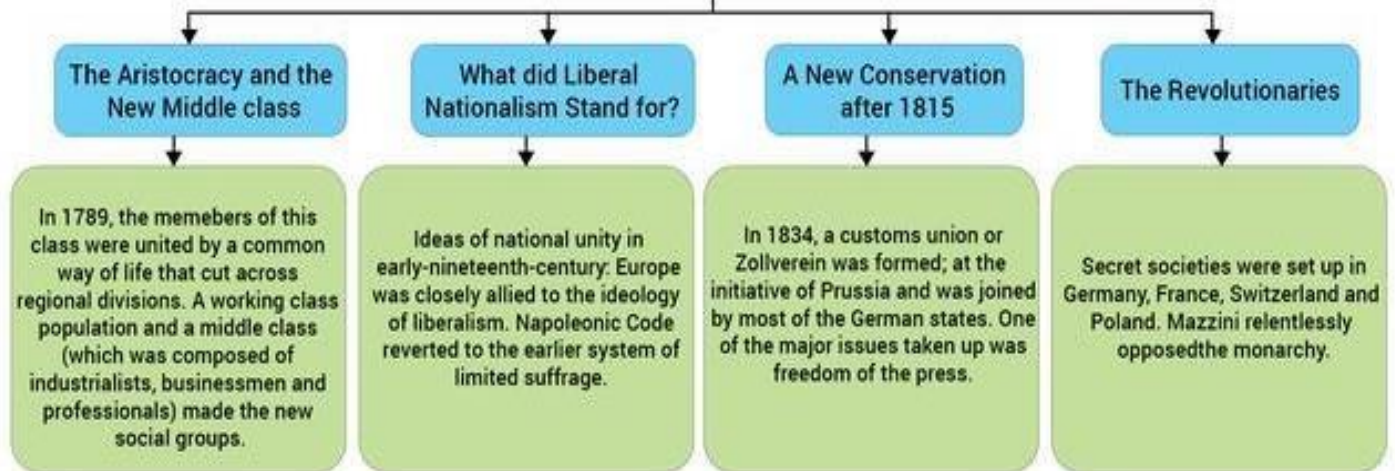 The Aristocracy and the
New Middle class
In 1789, the memebers of this
class were united by a common
way of life that cut across
regional divisions. A working class
population and a middle class
(which was composed of
industrialists, businessmen and
professionals) made the new
social groups.
What did Liberal
Nationalism Stand for?
Ideas of national unity in
early-nineteenth-century: Europe
was closely allied to the ideology
of liberalism. Napoleonic Code
reverted to the earlier system of
limited suffrage.
A New Conservation
after 1815
In 1834, a customs union or
Zollverein was formed; at the
initiative of Prussia and was joined
by most of the German states. One
of the major issues taken up was
freedom of the press.
The Revolutionaries
Secret societies were set up in
Germany, France, Switzerland and
Poland. Mazzini relentlessly
opposedthe monarchy.